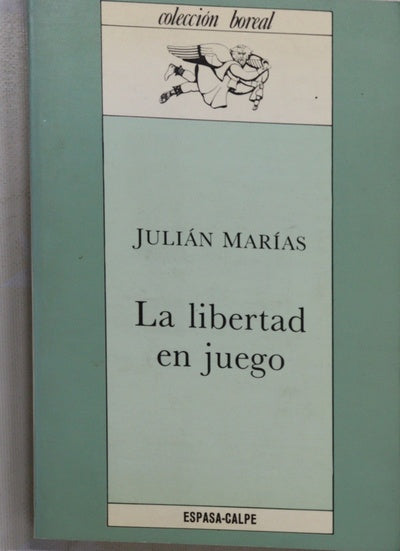 colección boreal
JULIÁN MARÍAS
La libertad
en juego
ESPASA-CALPE